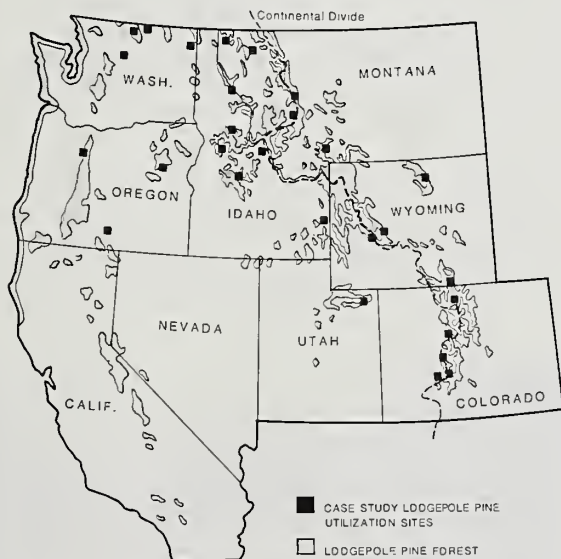 Continental Divide
WASH.
MONTANA
OREGON
IDAHO
WYOMING
NEVADA
UTAH
CALIF.
COLORADO
CASE STUDY LODGEPOLE PINE
UTILIZATION SITES
LODGEPOLE PINE FOREST